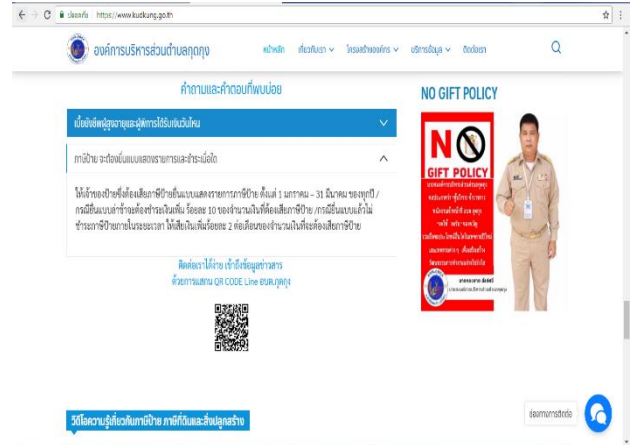 ปลอดภัย https://www.kudkung.go.th
องค์การบริหารส่วนตำบลกุดกุง
หน้าหลัก เกี่ยวกับเรา โครงสร้างองค์กร บริการข้อมูล ติดต่อเรา
คำถามและคำตอบที่พบบ่อย
เบี้ยยังชีพผู้สูงอายุและผู้พิการได้รับเงินวันไหน
ภาษีป้าย จะต้องยื่นแบบแสดงรายการและชำระเมื่อใด
ให้เจ้าของป้ายซึ่งต้องเสียภาษีป้ายยื่นแบบแสดงรายการภาษีป้าย ตั้งแต่ 1 มกราคม – 31 มีนาคม ของทุกปี /
กรณียื่นแบบล่าช้าจะต้องชำระเงินเพิ่ม ร้อยละ 10 ของจำนวนเงินที่ต้องเสียภาษีป้าย /กรณียื่นแบบแล้วไม่
ชำระภาษีป้ายภายในระยะเวลา ให้เสียเงินเพิ่มร้อยละ 2 ต่อเดือนของจำนวนเงินที่จะต้องเสียภาษีป้าย
ติดต่อเราได้ง่าย เข้าถึงข้อมูลข่าวสาร
ด้วยการแสกน QR CODE Line อบต.กุดกุง
NO GIFT POLICY
NO
GIFT POLICY
วิดีโอความรู้เกี่ยวกับภาษีป้าย ภาษีที่ดินและสิ่งปลูกสร้าง
ช่องทางการติดต่อ